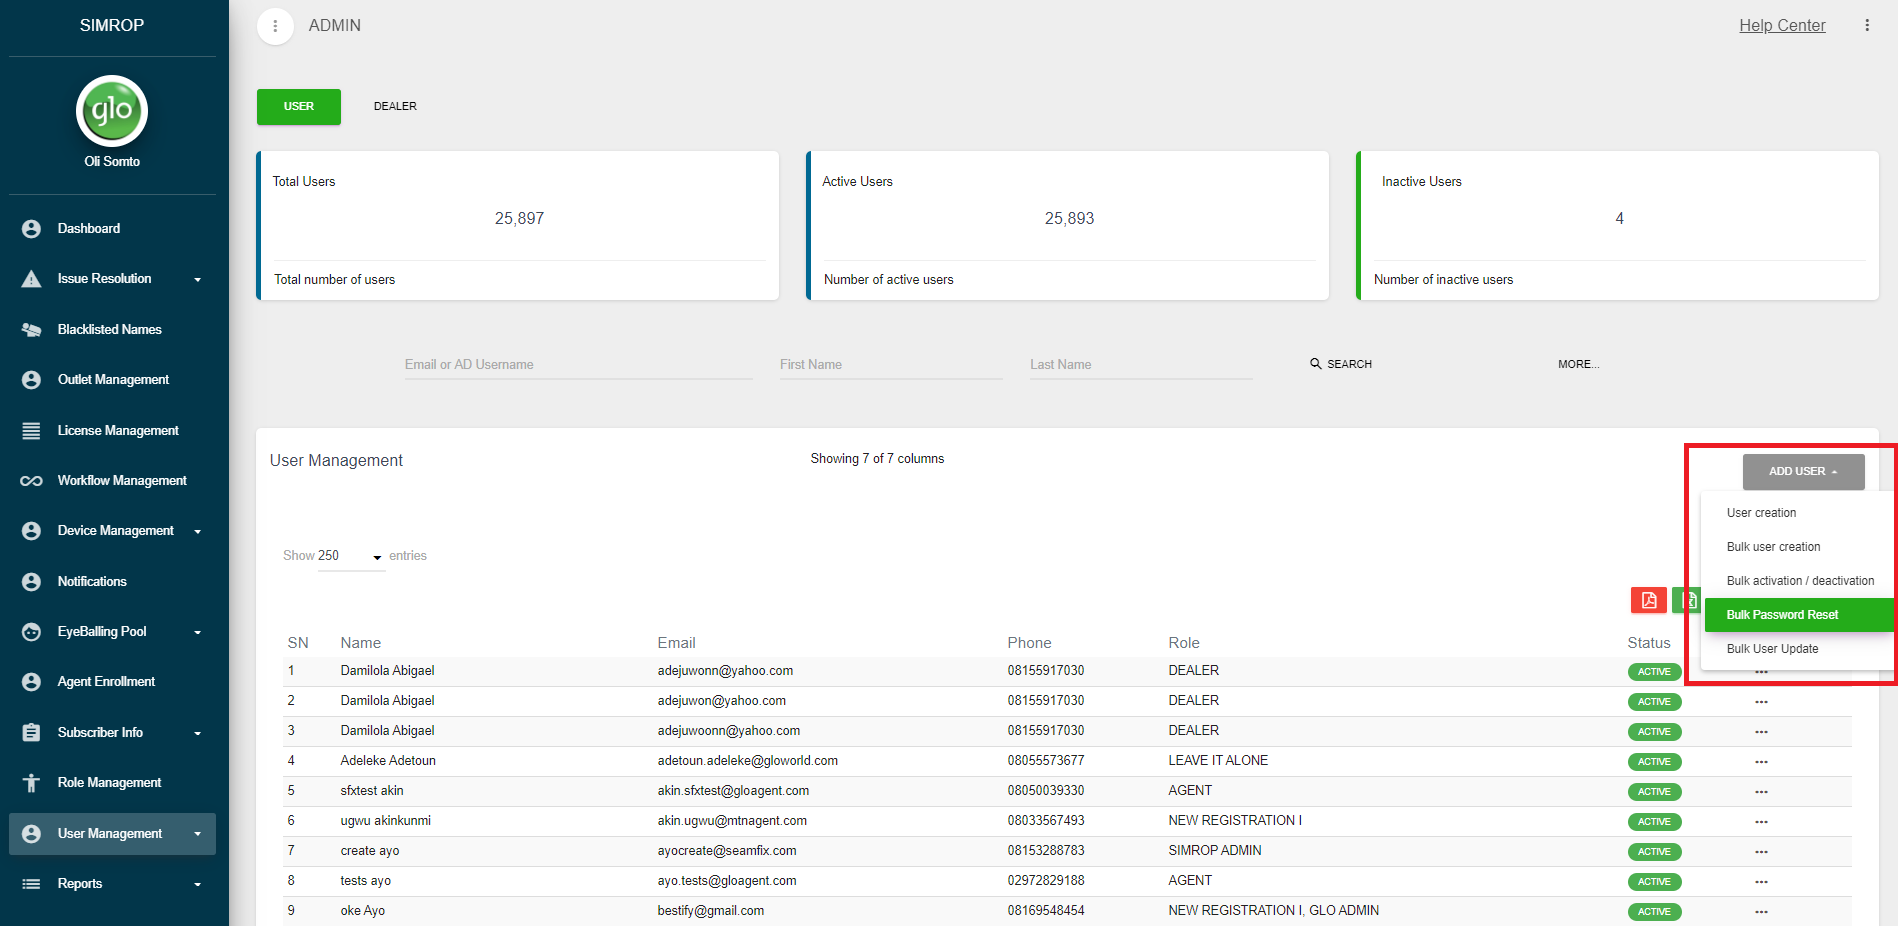 SIMROP
glo
Oli Somto
Dashboard
Issue Resolution
Blacklisted Names
Outlet Management
License Management
Workflow Management
Device Management
Notifications
EyeBalling Pool
Agent Enrollment
Subscriber Info
Role Management
User Management
Reports
ADMIN
Help Center
USER DEALER
Total Users
25,897
Total number of users
Active Users
25,893
Number of active users
Inactive Users
4
Number of inactive users
Email or AD Username First Name Last Name SEARCH MORE...
User Management Showing 7 of 7 columns
ADD USER
User creation
Bulk user creation
Bulk activation / deactivation
Bulk Password Reset
Bulk User Update
Show 250 entries
SN Name Email Phone Role Status
1 Damilola Abigael adejuwonn@yahoo.com 08155917030 DEALER ACTIVE
2 Damilola Abigael adejuwon@yahoo.com 08155917030 DEALER ACTIVE
3 Damilola Abigael adejuwoonn@yahoo.com 08155917030 DEALER ACTIVE
4 Adeleke Adetoun adetoun.adeleke@gloworld.com 08055573677 LEAVE IT ALONE ACTIVE
5 sfxtest akin akin.sfxtest@gloagent.com 08050039330 AGENT ACTIVE
6 ugwu akinkunmi akin.ugwu@mtnagent.com 08033567493 NEW REGISTRATION I ACTIVE
7 create ayo ayocreate@seamfix.com 08153288783 SIMROP ADMIN ACTIVE
8 tests ayo ayo.tests@gloagent.com 02972829188 AGENT ACTIVE
9 oke Ayo bestify@gmail.com 08169548454 NEW REGISTRATION I, GLO ADMIN ACTIVE